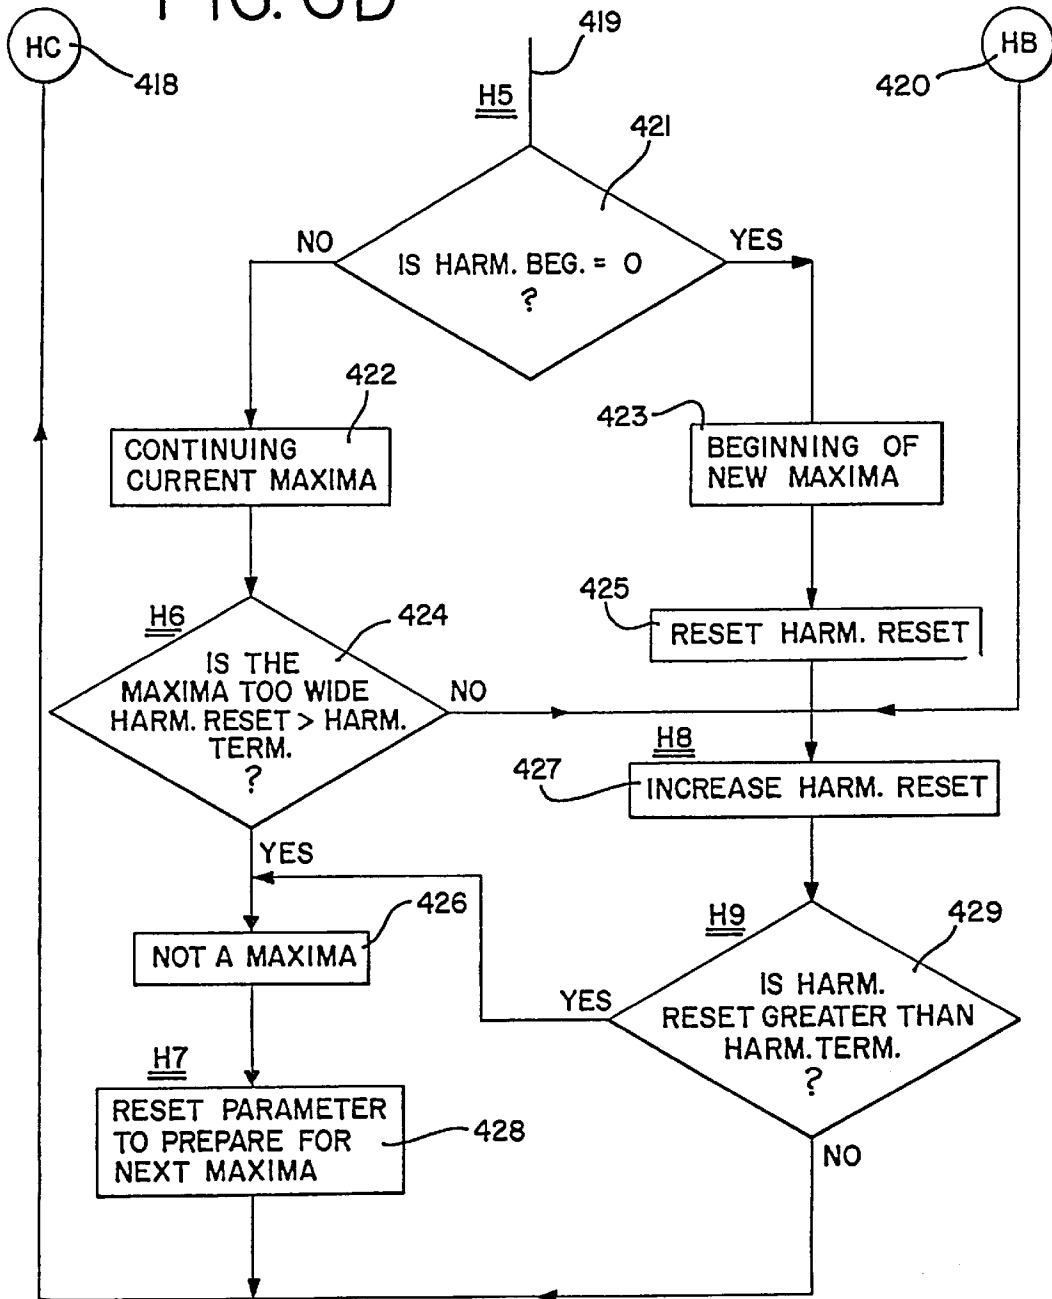 FIG. 6D
HC
418
419
HB
420
H5
421
NO
YES
IS HARM. BEG. = 0
?
422
CONTINUING
CURRENT MAXIMA
423
BEGINNING OF
NEW MAXIMA
425
RESET HARM. RESET
H6
424
IS THE
MAXIMA TOO WIDE
HARM. RESET > HARM.
TERM.
?
NO
YES
H8
427
INCREASE HARM. RESET
426
NOT A MAXIMA
H9
429
YES
IS HARM.
RESET GREATER THAN
HARM. TERM.
?
NO
H7
RESET PARAMETER
TO PREPARE FOR
NEXT MAXIMA
428